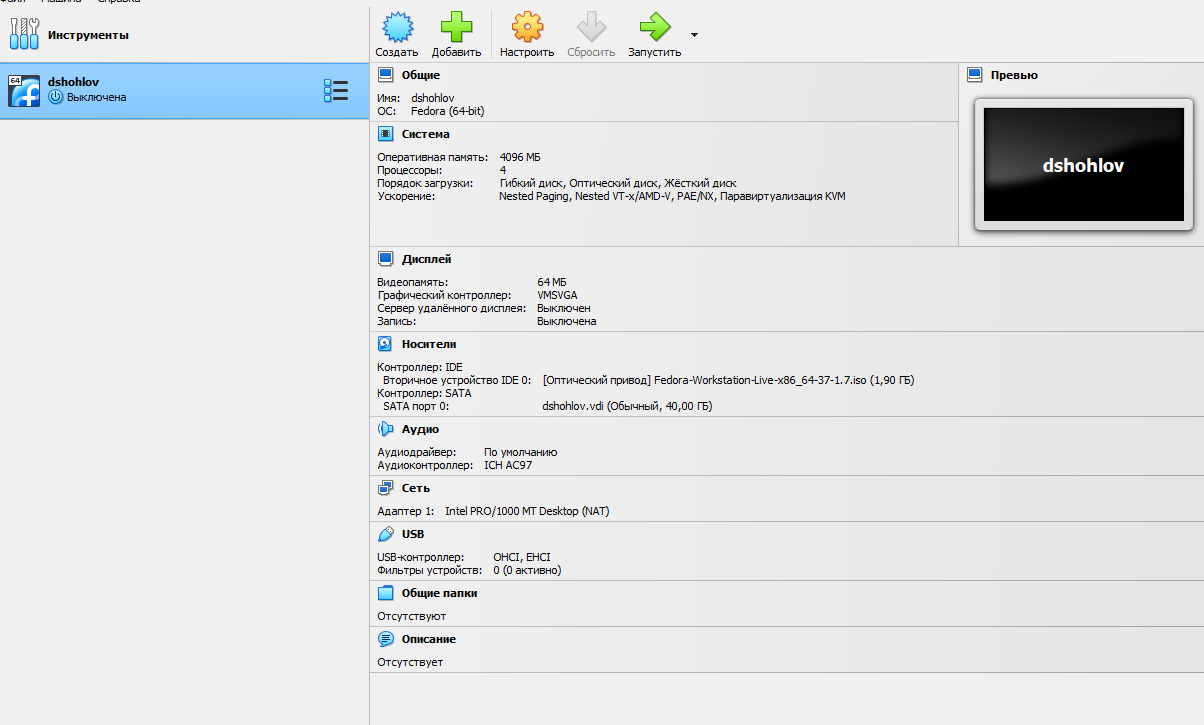 Файл Машина Справка
Инструменты
Создать Добавить Настроить Сбросить Запустить
64
dshohlov
Выключена
Общие
Имя: dshohlov
ОС: Fedora (64-bit)
Превью
dshohlov
Система
Оперативная память: 4096 МБ
Процессоры: 4
Порядок загрузки: Гибкий диск, Оптический диск, Жёсткий диск
Ускорение: Nested Paging, Nested VT-x/AMD-V, PAE/NX, Паравиртуализация KVM
Дисплей
Видеопамять: 64 МБ
Графический контроллер: VMSVGA
Сервер удалённого дисплея: Выключен
Запись: Выключена
Носители
Контроллер: IDE
Вторичное устройство IDE 0: [Оптический привод] Fedora-Workstation-Live-x86_64-37-1.7.iso (1,90 ГБ)
Контроллер: SATA
SATA порт 0: dshohlov.vdi (Обычный, 40,00 ГБ)
Аудио
Аудиодрайвер: По умолчанию
Аудиоконтроллер: ICH AC97
Сеть
Адаптер 1: Intel PRO/1000 MT Desktop (NAT)
USB
USB-контроллер: OHCI, EHCI
Фильтры устройств: 0 (0 активно)
Общие папки
Отсутствуют
Описание
Отсутствует